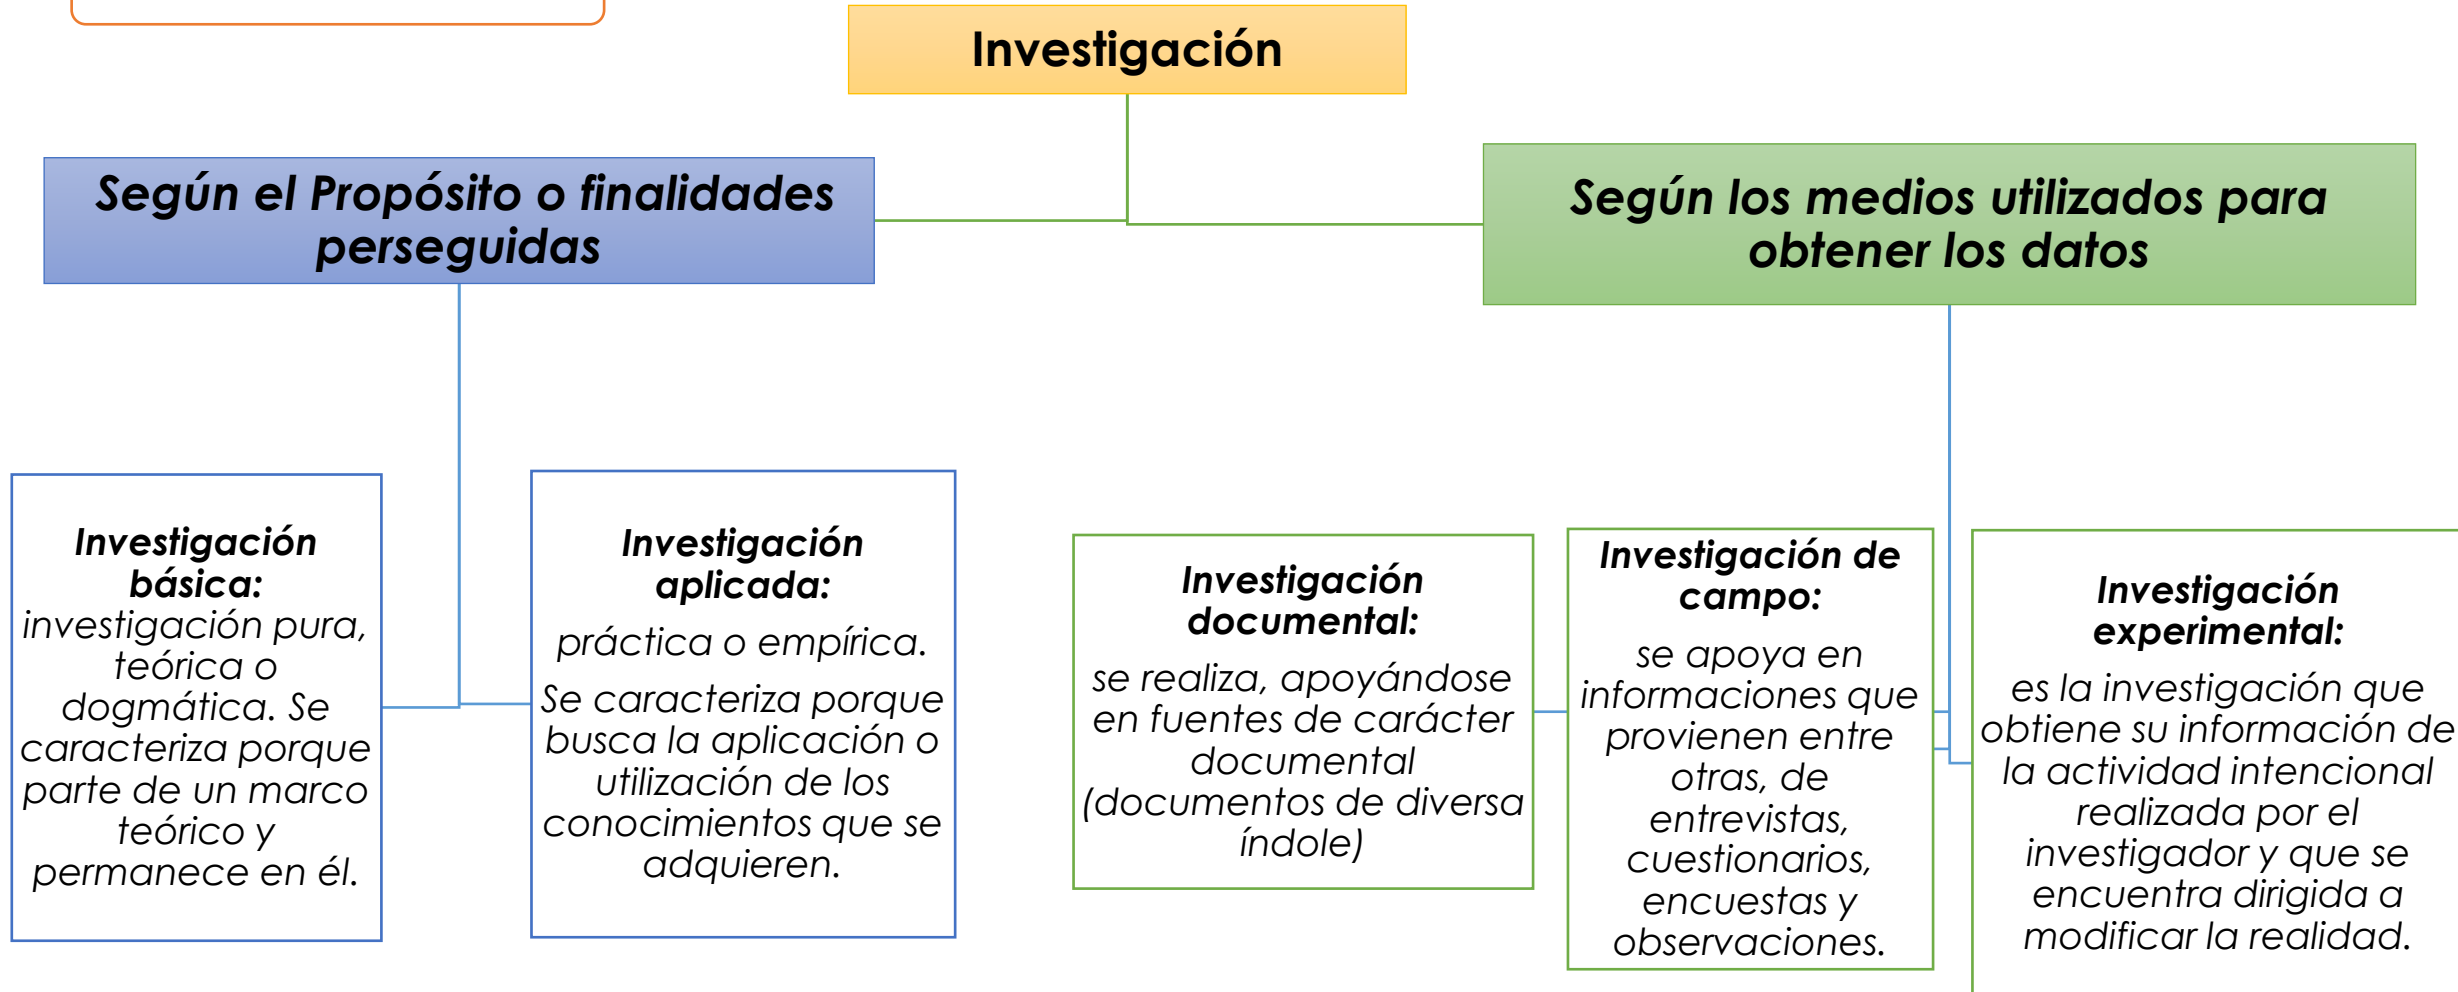 Investigación
Según el Propósito o finalidades
perseguidas
Según los medios utilizados para
obtener los datos
Investigación
básica:
investigación pura,
teórica o
dogmática. Se
caracteriza porque
parte de un marco
teórico y
permanece en él.
Investigación
aplicada:
práctica o empírica.
Se caracteriza porque
busca la aplicación o
utilización de los
conocimientos que se
adquieren.
Investigación
documental:
se realiza, apoyándose
en fuentes de carácter
documental
(documentos de diversa
índole)
Investigación de
campo:
se apoya en
informaciones que
provienen entre
otras, de
entrevistas,
cuestionarios,
encuestas y
observaciones.
Investigación
experimental:
es la investigación que
obtiene su información de
la actividad intencional
realizada por el
investigador y que se
encuentra dirigida a
modificar la realidad.